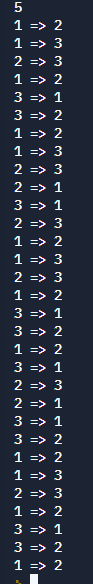 5
1 => 2
1 => 3
2 => 3
1 => 2
3 => 1
3 => 2
1 => 2
1 => 3
2 => 3
2 => 1
3 => 1
2 => 3
1 => 2
1 => 3
2 => 3
1 => 2
3 => 1
3 => 2
1 => 2
3 => 1
2 => 3
2 => 1
3 => 1
3 => 2
1 => 2
1 => 3
2 => 3
1 => 2
3 => 1
3 => 2
1 => 2